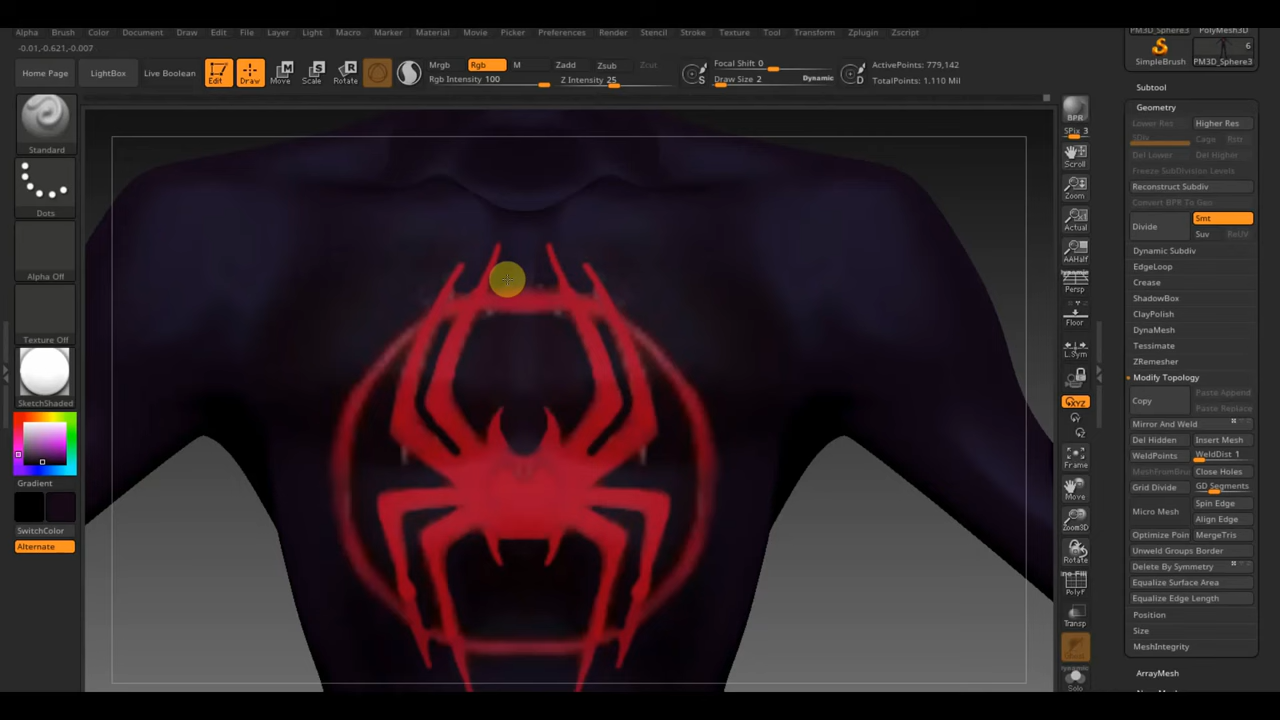 Alpha Brush Color Document Draw Edit File Layer Light Macro Marker Material Movie Picker Preferences Render Stencil Stroke Texture Tool Transform Zplugin Zscript
-0.01,-0.621,-0.007
Home Page
LightBox
Live Boolean
Edit
Draw
Move
Scale
Rotate
Mrgb
Rgb
M
Rgb Intensity 100
Zadd
Zsub
Zcut
Z Intensity 25
S
Focal Shift 0
Draw Size 2
Dynamic
D
ActivePoints: 779,142
TotalPoints: 1.110 Mil
Standard
Dots
Alpha Off
Texture Off
SketchShaded
Gradient
SwitchColor
Alternate
BPR
SPix 3
Scroll
Zoom
Actual
AAHalf
Dynamic
Persp
Floor
L.Sym
XYZ
Y
Z
Frame
Move
Zoom3D
Rotate
PolyF
Transp
Dynamic
Solo
PM3D_Sphere3 PolyMesh3D
6
SimpleBrush PM3D_Sphere3
Subtool
Geometry
Lower Res Higher Res
SDiv Cage Rstr
Del Lower Del Higher
Freeze SubDivision Levels
Reconstruct Subdiv
Convert BPR To Geo
Divide
Smt
Suv ReUV
Dynamic Subdiv
EdgeLoop
Crease
ShadowBox
ClayPolish
DynaMesh
Tessimate
ZRemesher
Modify Topology
Copy
Paste Append
Paste Replace
Mirror And Weld
Del Hidden Insert Mesh
WeldPoints WeldDist 1
MeshFromBru Close Holes
Grid Divide GD Segments
Micro Mesh
Spin Edge
Align Edge
Optimize Poin MergeTris
Unweld Groups Border
Delete By Symmetry
Equalize Surface Area
Equalize Edge Length
Position
Size
MeshIntegrity
ArrayMesh